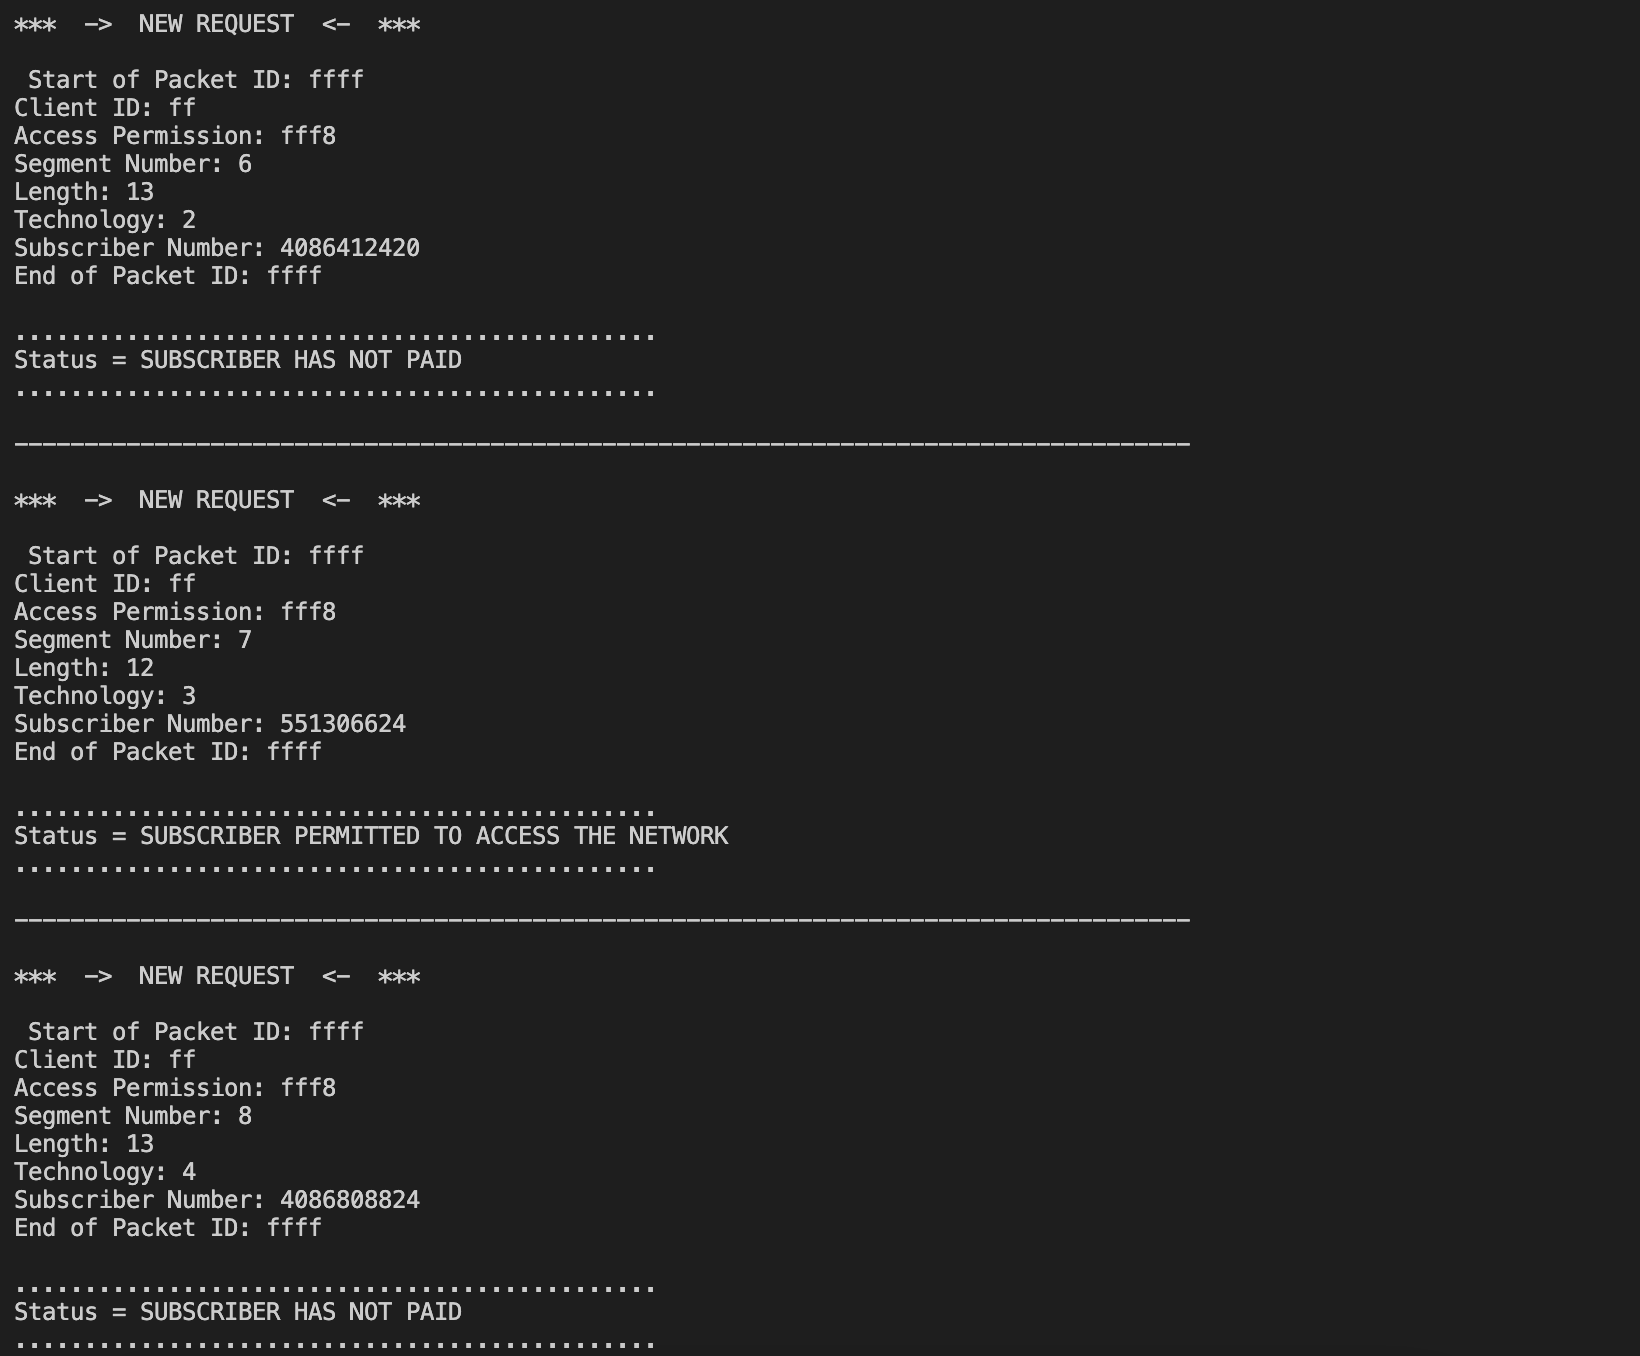 ***  ->  NEW REQUEST  <-  ***
 Start of Packet ID: ffff
Client ID: ff
Access Permission: fff8
Segment Number: 6
Length: 13
Technology: 2
Subscriber Number: 4086412420
End of Packet ID: ffff
..............................................
Status = SUBSCRIBER HAS NOT PAID
..............................................
------------------------------------------------------------------------------------
***  ->  NEW REQUEST  <-  ***
 Start of Packet ID: ffff
Client ID: ff
Access Permission: fff8
Segment Number: 7
Length: 12
Technology: 3
Subscriber Number: 551306624
End of Packet ID: ffff
..............................................
Status = SUBSCRIBER PERMITTED TO ACCESS THE NETWORK
..............................................
------------------------------------------------------------------------------------
***  ->  NEW REQUEST  <-  ***
 Start of Packet ID: ffff
Client ID: ff
Access Permission: fff8
Segment Number: 8
Length: 13
Technology: 4
Subscriber Number: 4086808824
End of Packet ID: ffff
..............................................
Status = SUBSCRIBER HAS NOT PAID
..............................................